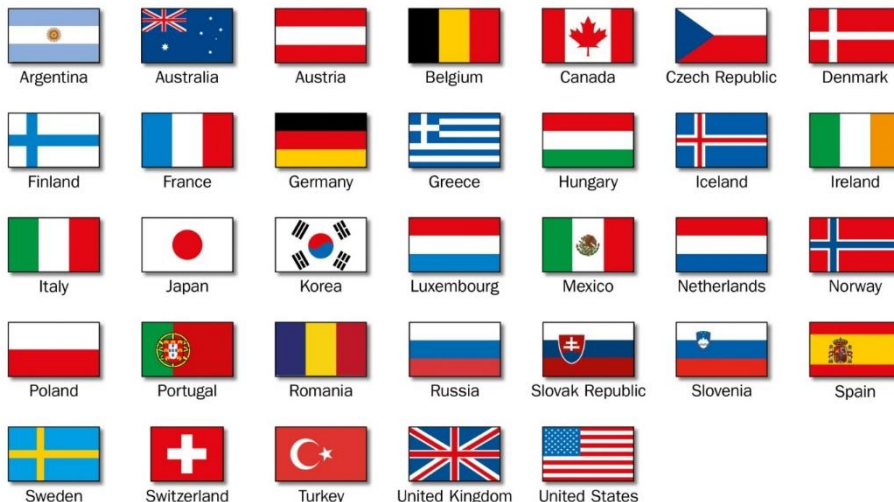 Argentina Australia Austria Belgium Canada Czech Republic Denmark
Finland France Germany Greece Hungary Iceland Ireland
Italy Japan Korea Luxembourg Mexico Netherlands Norway
Poland Portugal Romania Russia Slovak Republic Slovenia Spain
Sweden Switzerland Turkey United Kingdom United States